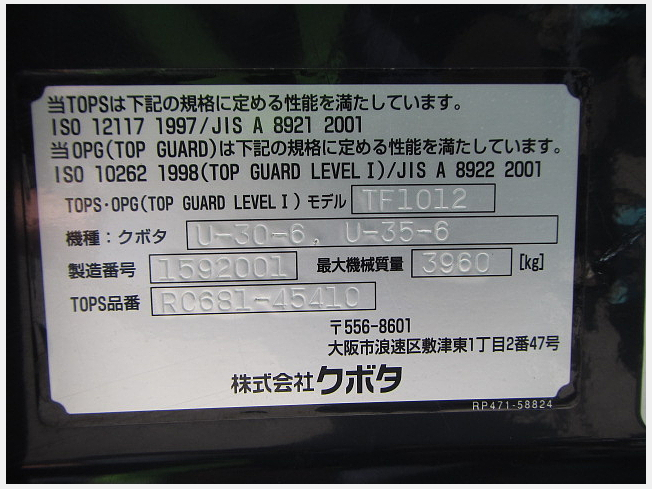 当TOPSは下記の規格に定める性能を満たしています。
ISO 12117 1997/JIS A 8921 2001
当OPG(TOP GUARD)は下記の規格に定める性能を満たしています。
ISO 10262 1998(TOP GUARD LEVELⅠ)/JIS A 8922 2001
TOPS・OPG(TOP GUARD LEVELⅠ) モデル TF1012
機種：クボタ U-30-6, U-35-6
製造番号 1592001 最大機械質量 3960 [kg]
TOPS品番 RC681-45410
〒556-8601
大阪市浪速区敷津東1丁目2番47号
株式会社クボタ
RP471-58824